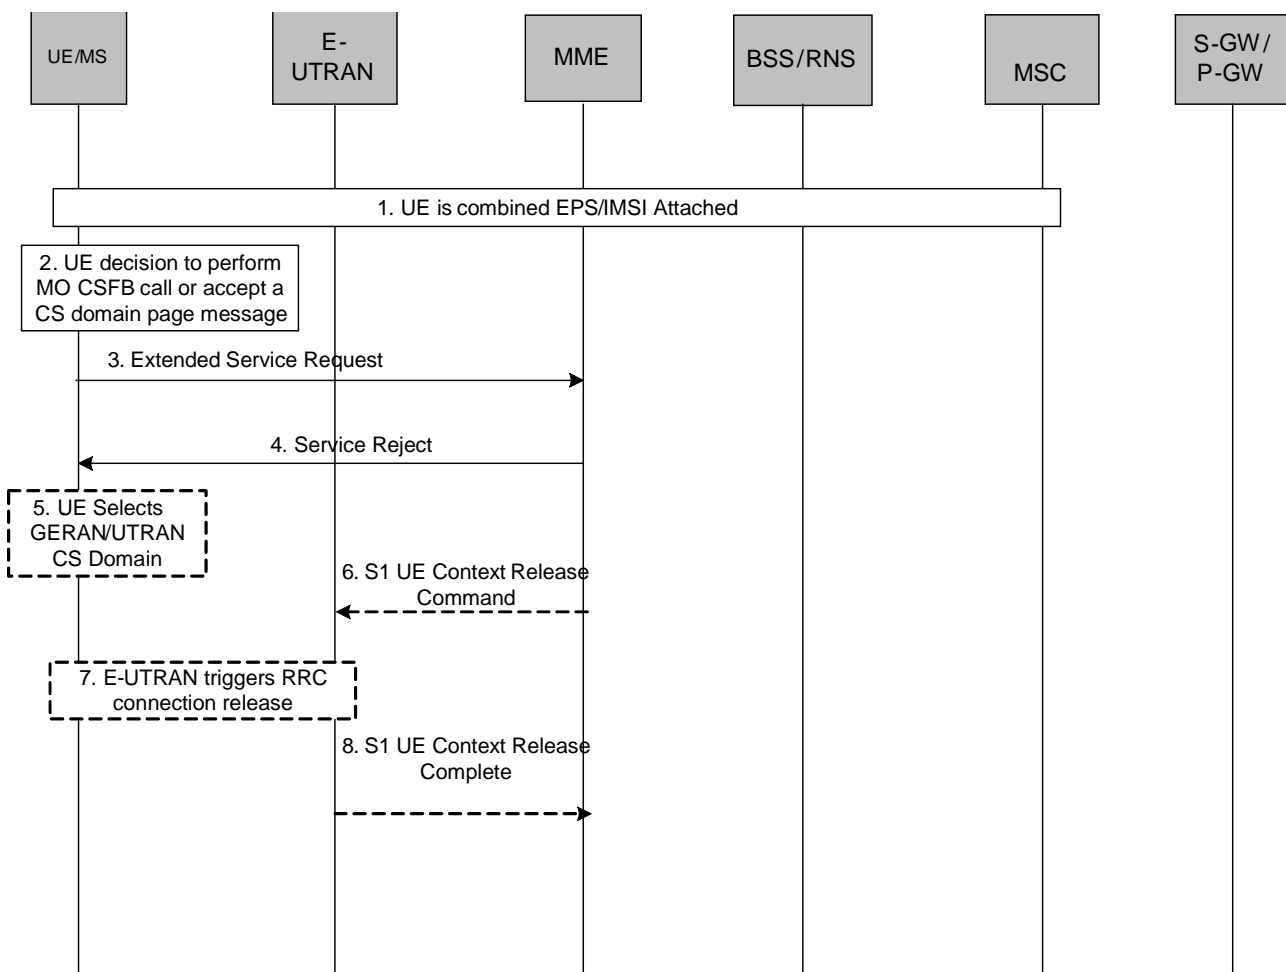 UE/MS
E-
UTRAN
MME
BSS/RNS
MSC
S-GW/
P-GW
1. UE is combined EPS/IMSI Attached
2. UE decision to perform
MO CSFB call or accept a
CS domain page message
3. Extended Service Request
4. Service Reject
5. UE Selects
GERAN/UTRAN
CS Domain
6. S1 UE Context Release
Command
7. E-UTRAN triggers RRC
connection release
8. S1 UE Context Release
Complete